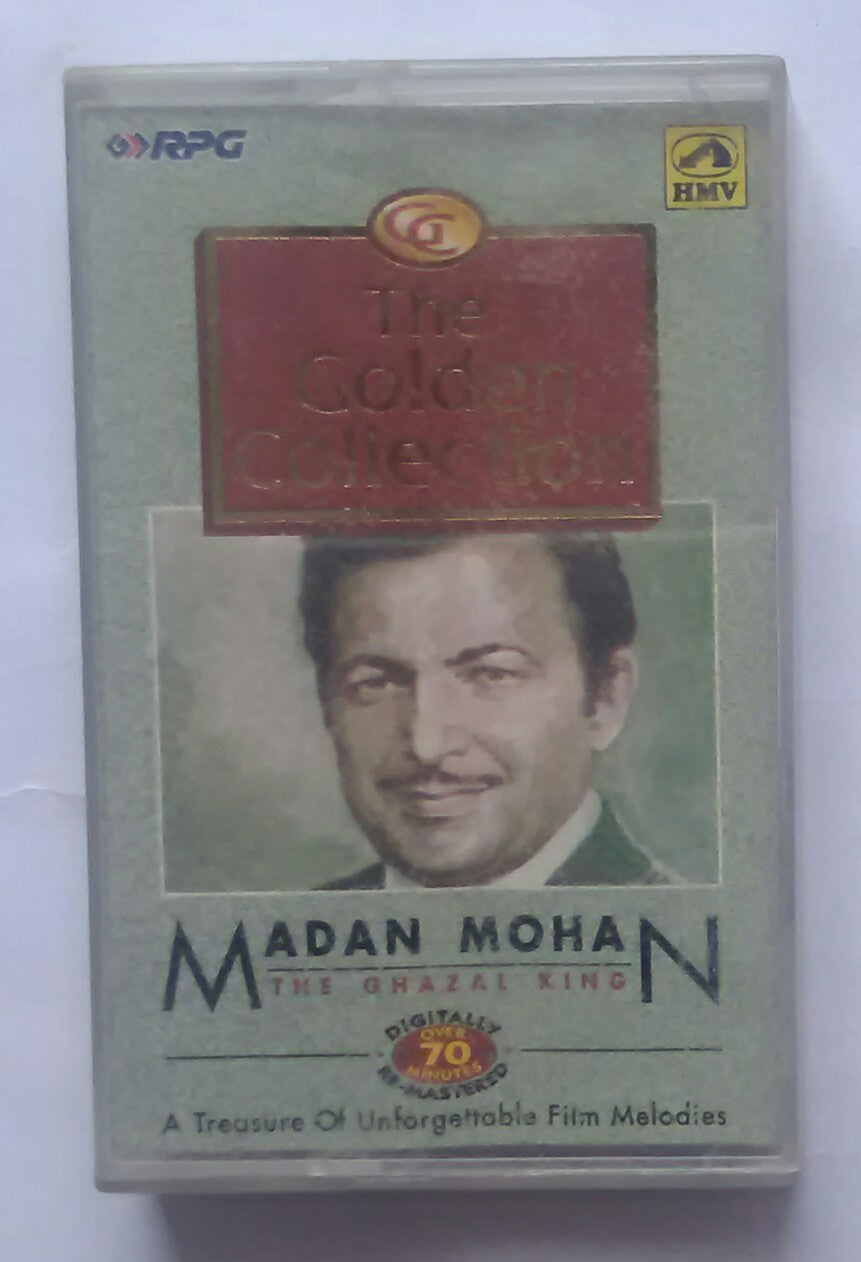 RPG
HMV
CGC
The
Golden
Collection
MADAN MOHAN
THE GHAZAL KING
DIGITALLY
OVER
70
MINUTES
RE-MASTERED
A Treasure Of Unforgettable Film Melodies